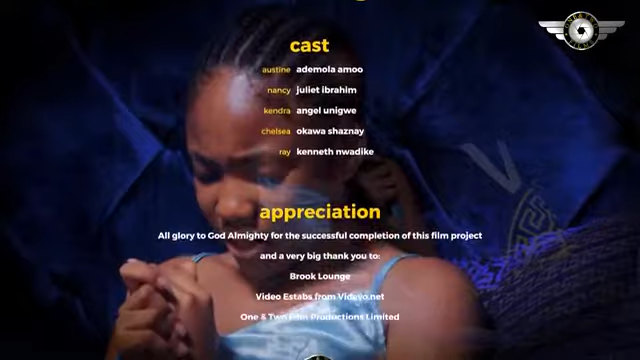 cast
austine ademola amoo
nancy juliet ibrahim
kendra angel unigwe
chelsea okawa shaznay
ray kenneth nwadike
appreciation
All glory to God Almighty for the successful completion of this film project
and a very big thank you to:
Brook Lounge
Video Estabs from Videvo.net
One & Two Film Productions Limited